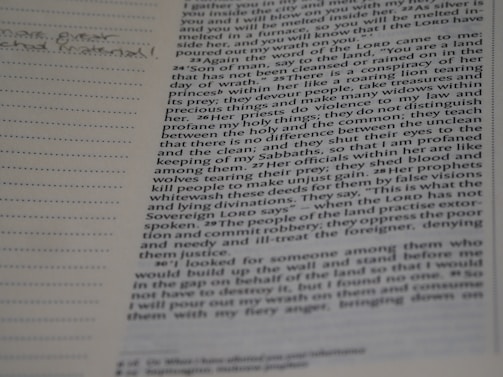 I gather you in my
you inside the city and
you and I will blow on you with my
and you will be melted inside her. 22As silver is
melted in a furnace, so you will be melted in-
side her, and you will know that I the LORD have
poured out my wrath on you.'"
23Again the word of the LORD came to me:
24"Son of man, say to the land, 'You are a land
that has not been cleansed or rained on in the
day of wrath.' 25There is a conspiracy of her
princes within her like a roaring lion tearing
its prey; they devour people, take treasures and
precious things and make many widows within
her. 26Her priests do violence to my law and
profane my holy things; they do not distinguish
between the holy and the common; they teach
that there is no difference between the unclean
and the clean; and they shut their eyes to the
keeping of my Sabbaths, so that I am profaned
among them. 27Her officials within her are like
wolves tearing their prey; they shed blood and
kill people to make unjust gain. 28Her prophets
whitewash these deeds for them by false visions
and lying divinations. They say, 'This is what the
Sovereign LORD says' – when the LORD has not
spoken. 29The people of the land practise extor-
tion and commit robbery; they oppress the poor
and needy and ill-treat the foreigner, denying
them justice.
30"I looked for someone among them who
would build up the wall and stand before me
in the gap on behalf of the land so that I would
not have to destroy it, but I found no one. 31So
I will pour out my wrath on them and consume
them with my fiery anger, bringing down on